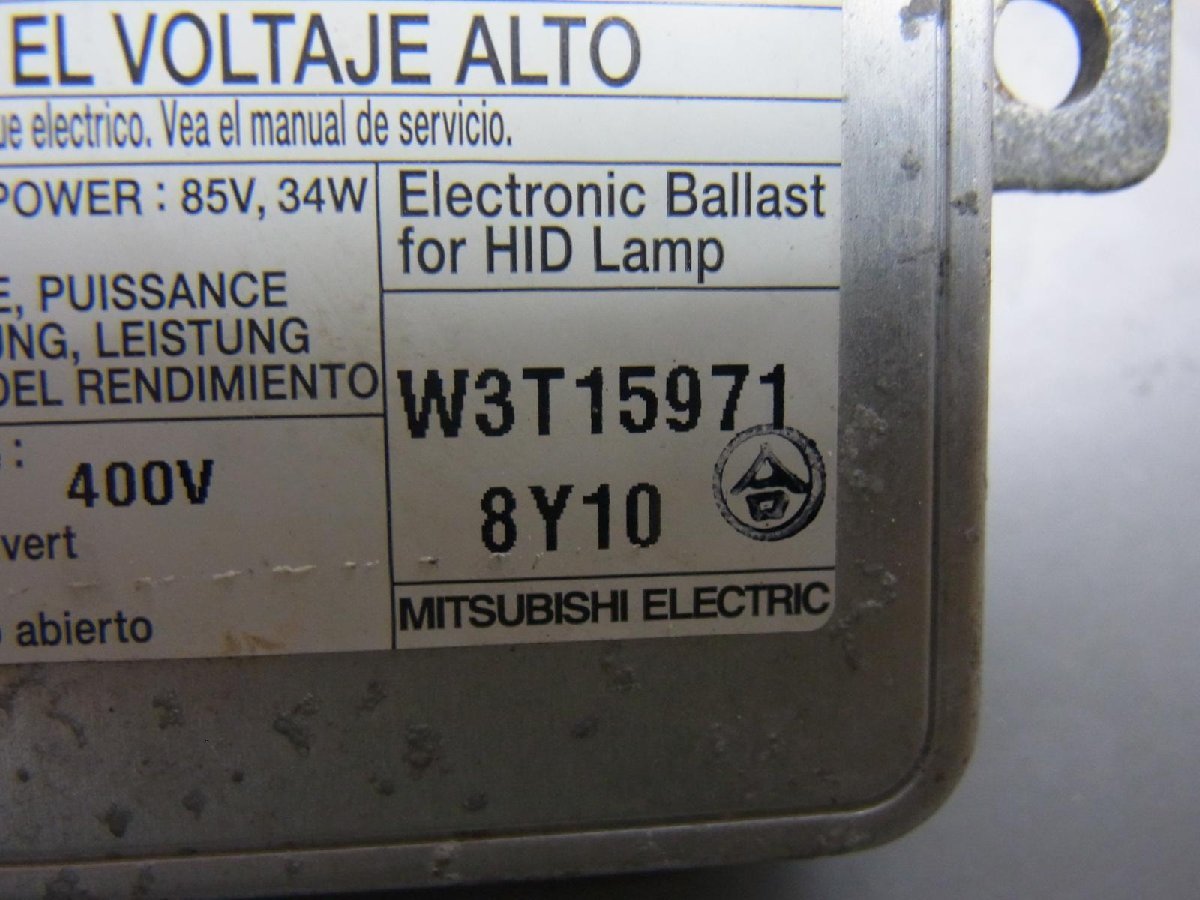 EL VOLTAJE ALTO
electrico. Vea el manual de servicio.
POWER : 85V, 34W
Electronic Ballast
for HID Lamp
E, PUISSANCE
UNG, LEISTUNG
DEL RENDIMIENTO
W3T15971
: 400V
8Y10
合
vert
abierto
MITSUBISHI ELECTRIC